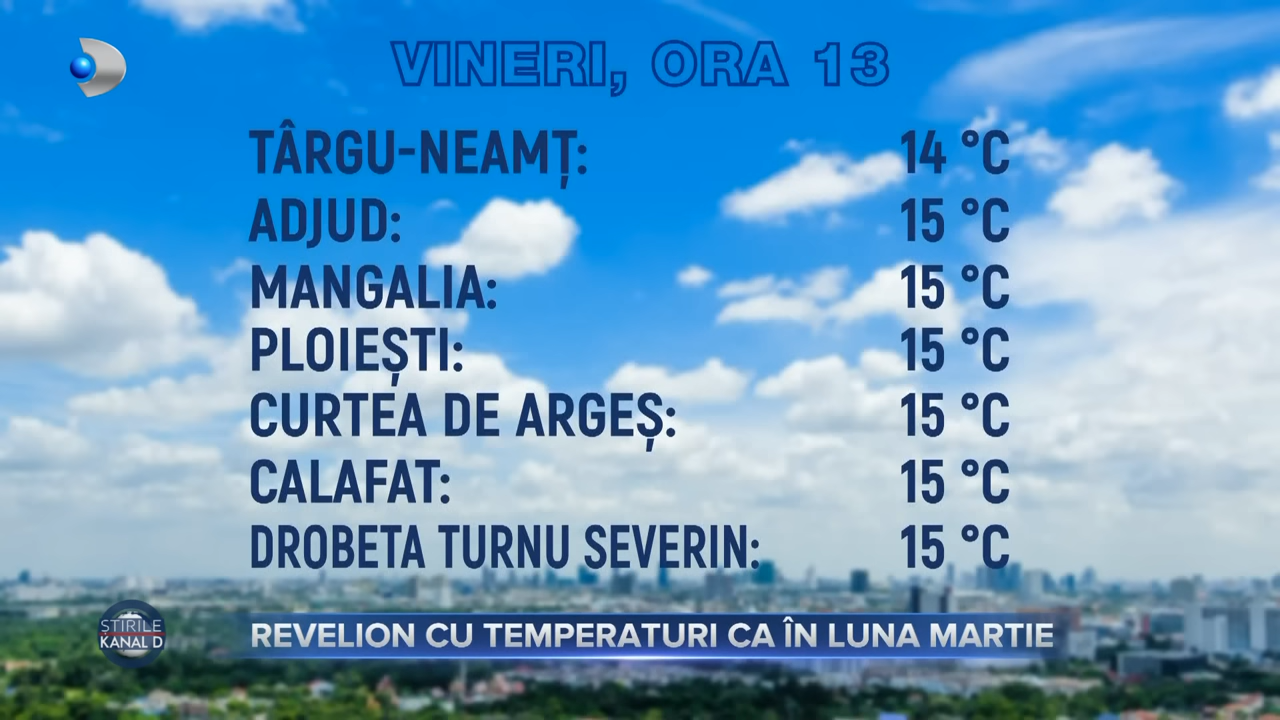 VINERI, ORA 13
TÂRGU-NEAMȚ: 14 °C
ADJUD: 15 °C
MANGALIA: 15 °C
PLOIEȘTI: 15 °C
CURTEA DE ARGEȘ: 15 °C
CALAFAT: 15 °C
DROBETA TURNU SEVERIN: 15 °C
ȘTIRILE
KANAL D
REVELION CU TEMPERATURI CA ÎN LUNA MARTIE